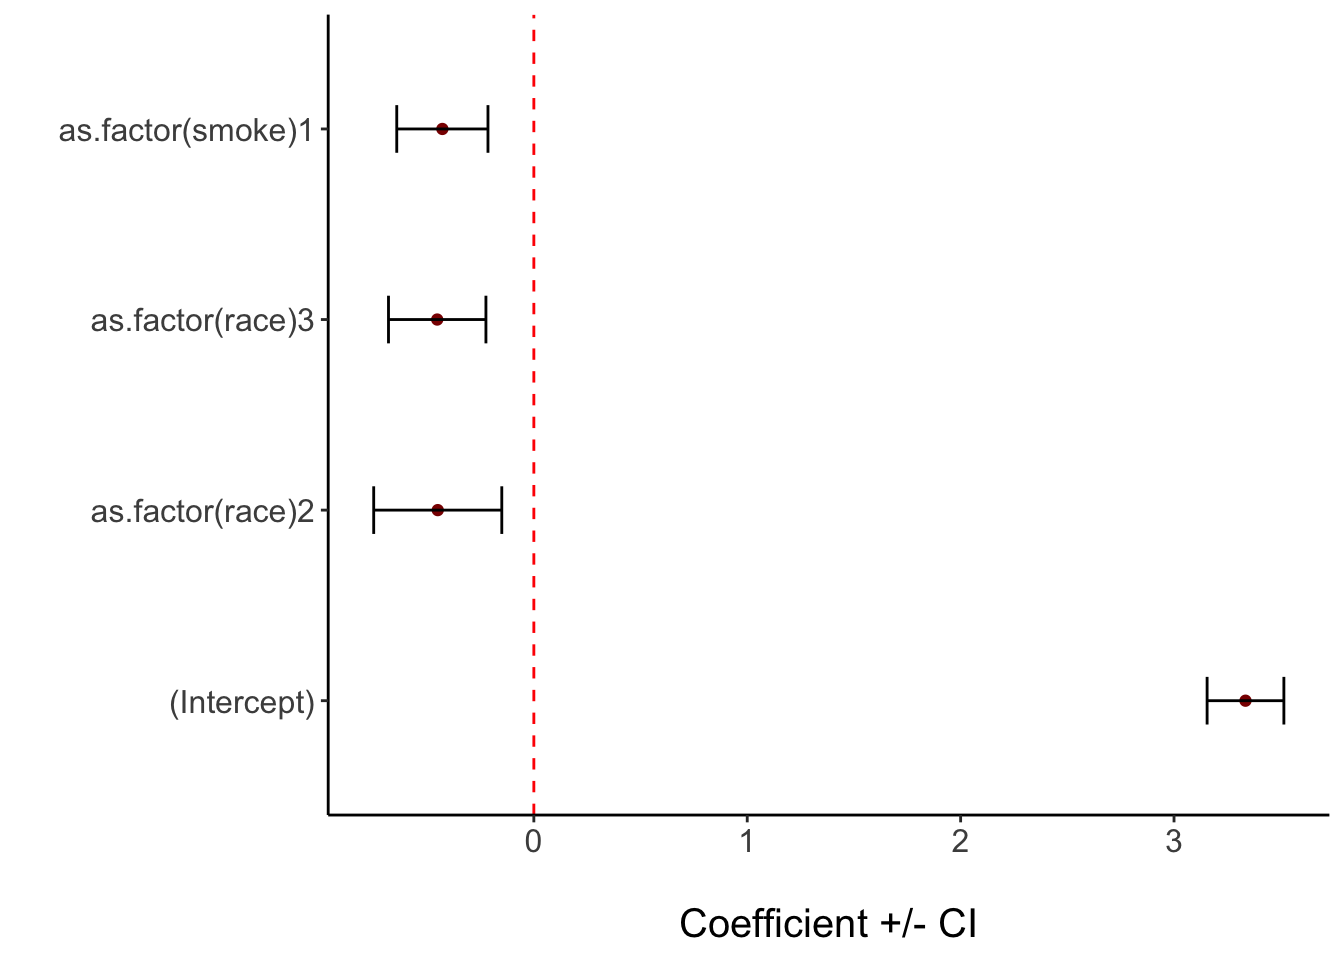 as.factor(smoke)1
as.factor(race)3
as.factor(race)2
(Intercept)
0 1 2 3
Coefficient +/- CI